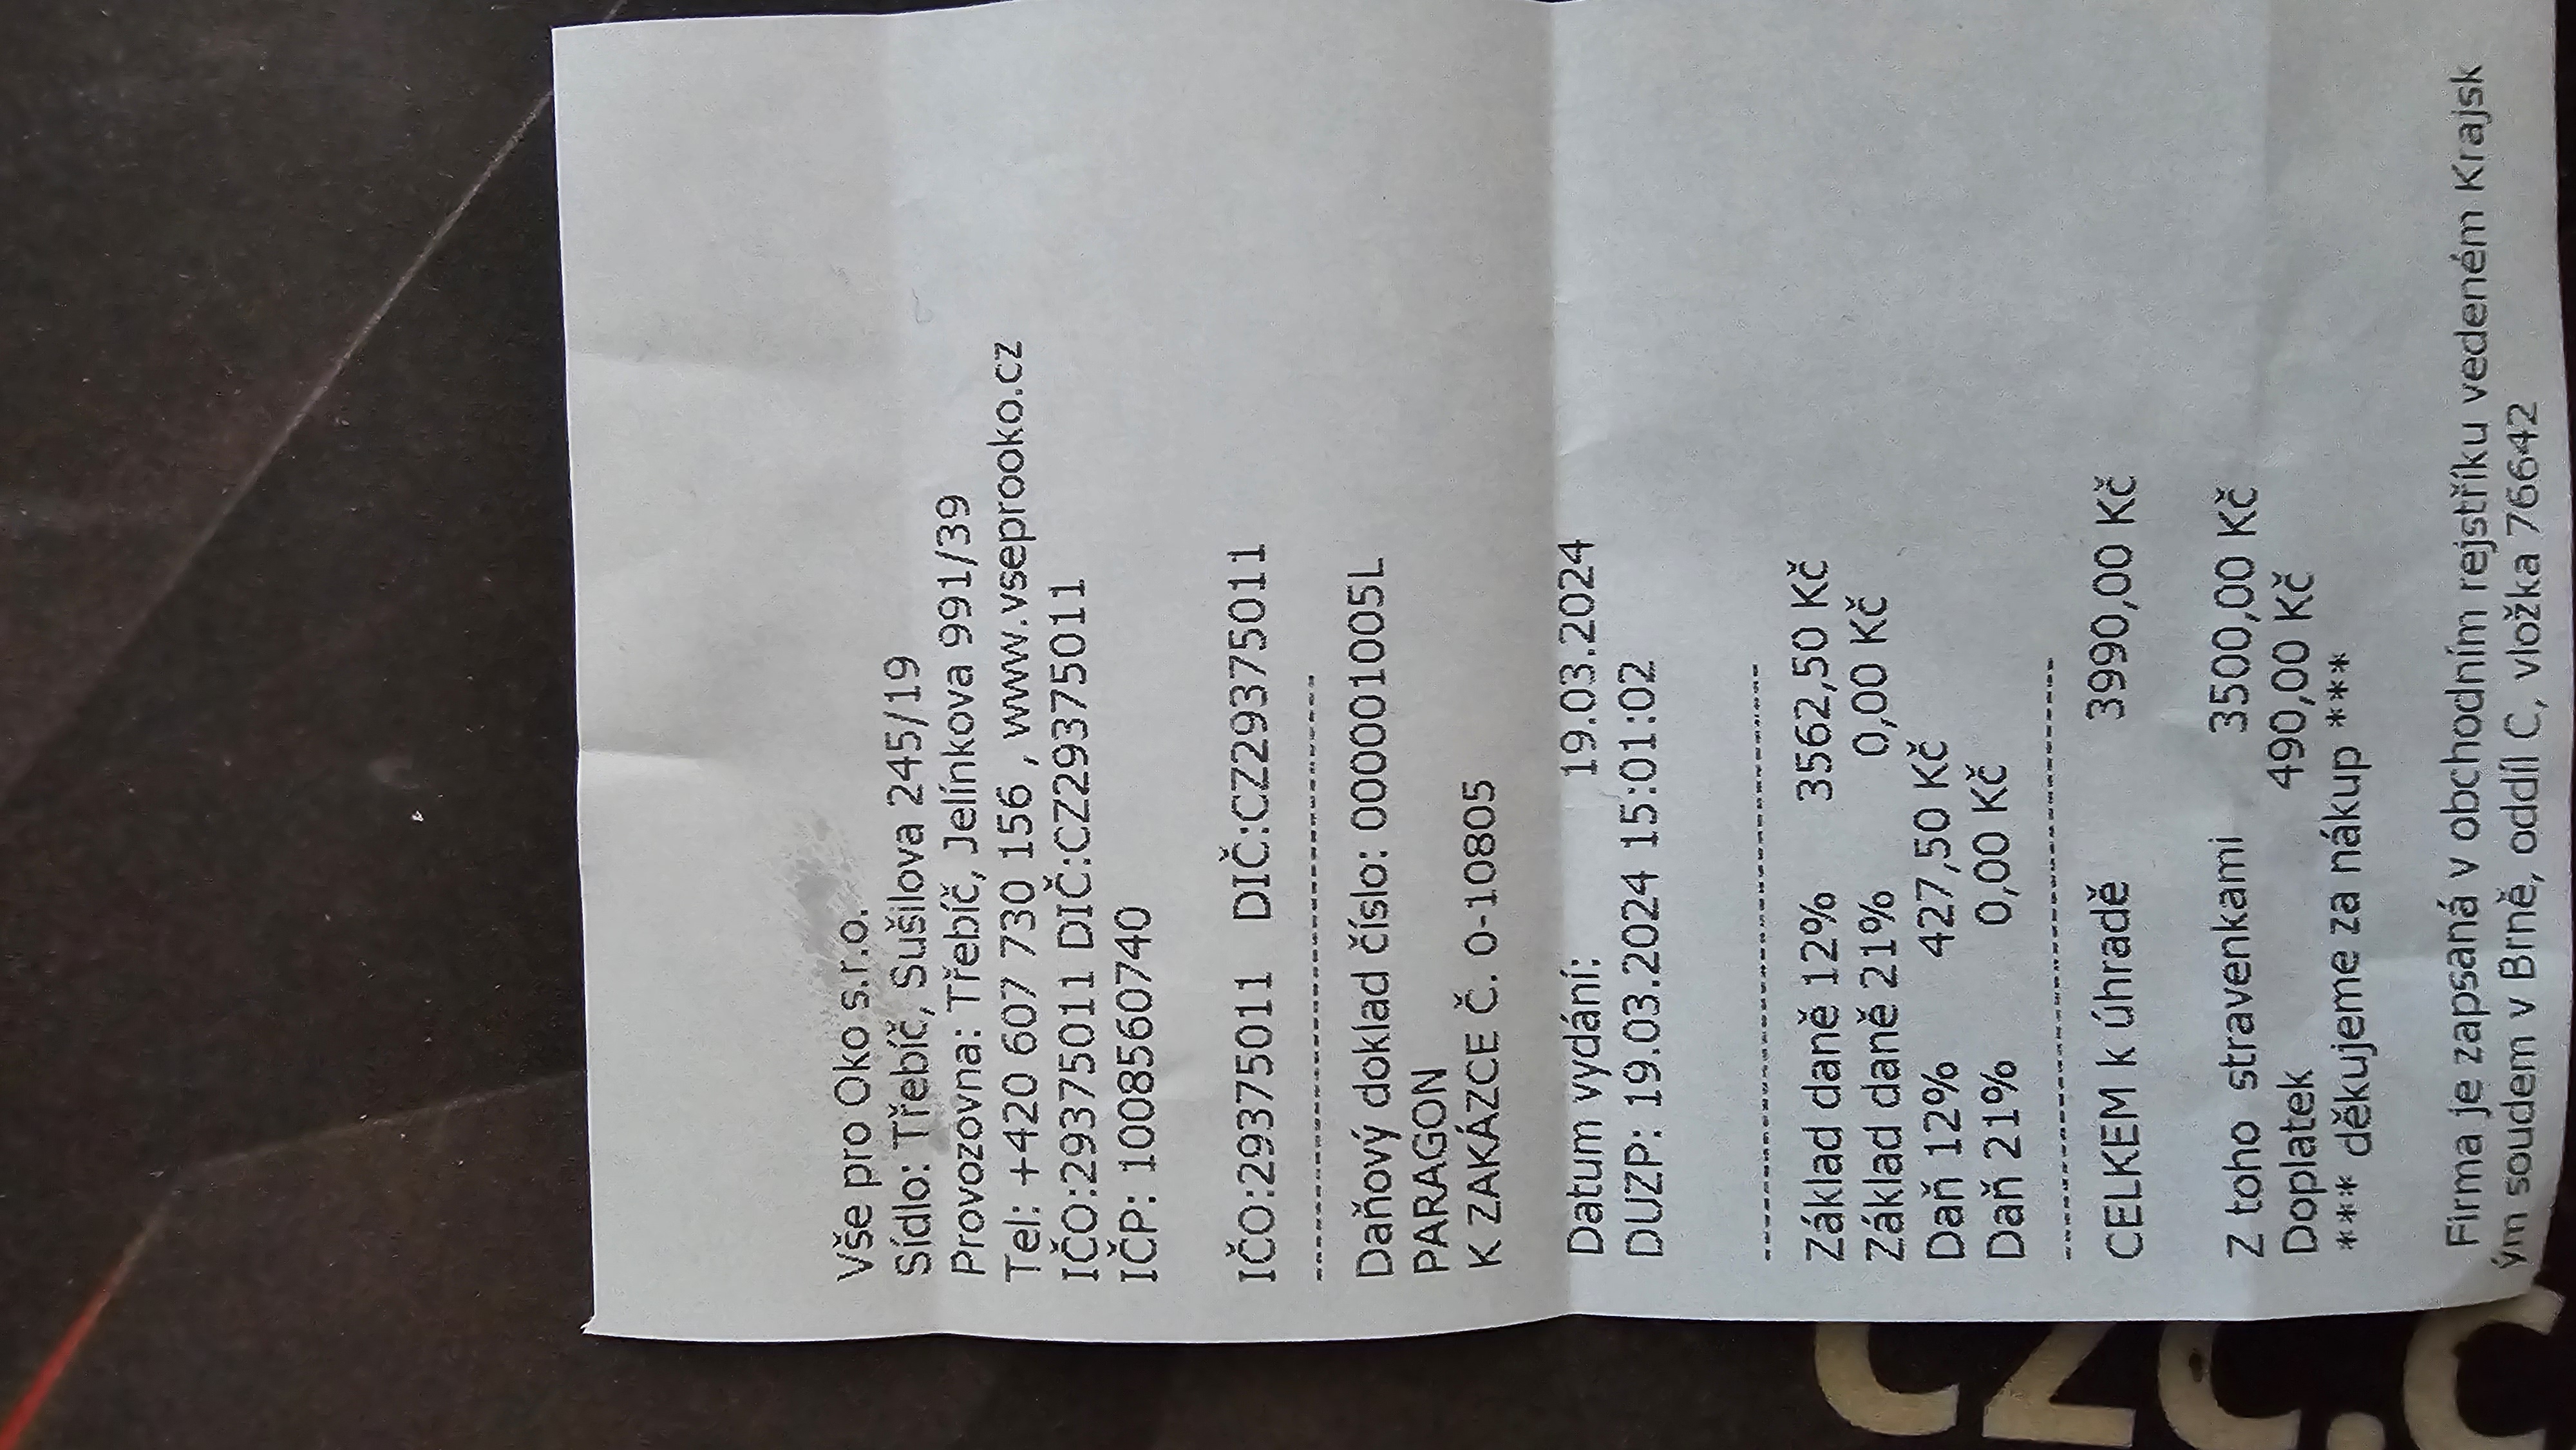 Vše pro Oko s.r.o.
Sídlo: Třebíč, Sušilova 245/19
Provozovna: Třebíč, Jelínkova 991/39
Tel: +420 607 730 156 , www.vseprooko.cz
IČO:29375011 DIČ:CZ29375011
IČP: 1008560740
IČO:29375011 DIČ:CZ29375011
------------------------------------------------
Daňový doklad číslo: 000001005L
PARAGON
K ZAKÁZCE Č. 0-10805
Datum vydání: 19.03.2024
DUZP: 19.03.2024 15:01:02
------------------------------------------------
Základ daně 12% 3562,50 Kč
Základ daně 21% 0,00 Kč
Daň 12% 427,50 Kč
Daň 21% 0,00 Kč
------------------------------------------------
CELKEM k úhradě 3990,00 Kč
Z toho stravenkami 3500,00 Kč
Doplatek 490,00 Kč
*** děkujeme za nákup ***
Firma je zapsaná v obchodním rejstříku vedeném Krajsk
ým soudem v Brně, oddíl C, vložka 76642
CZC.C